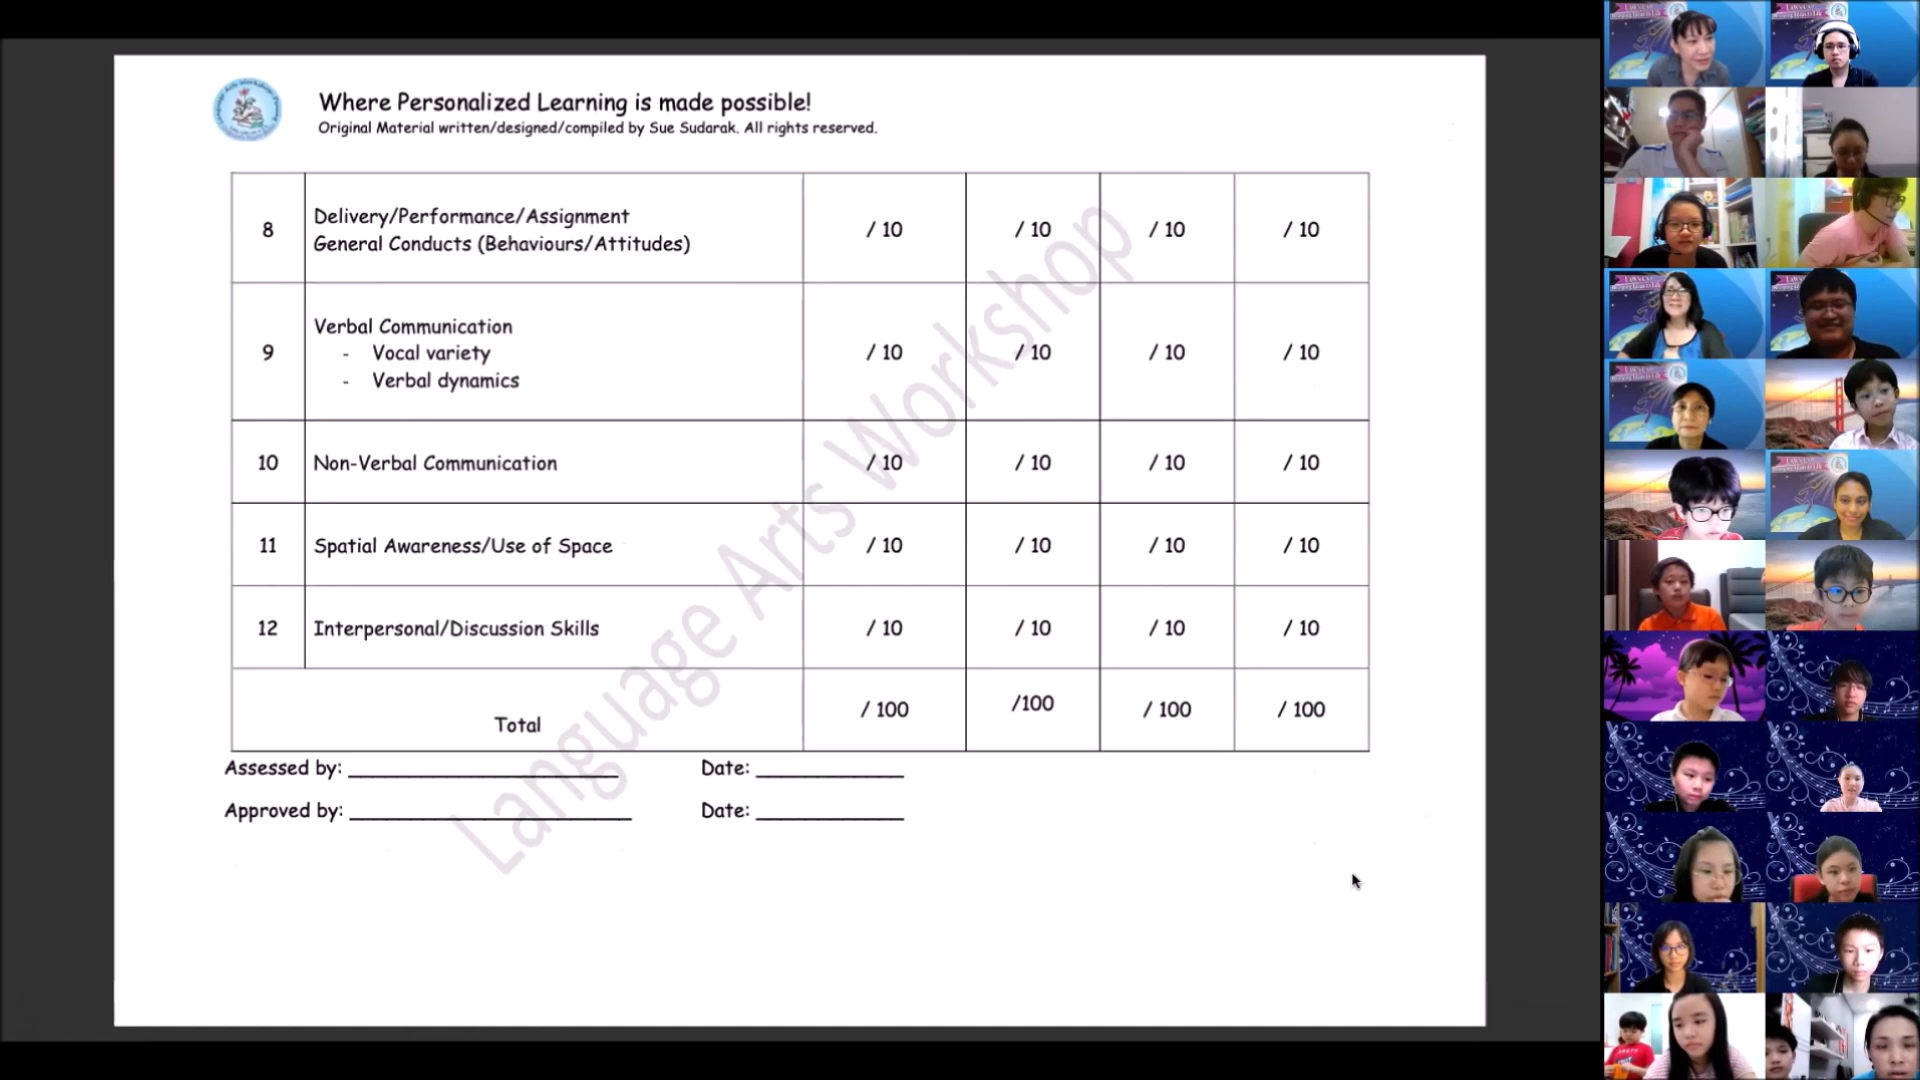 Where Personalized Learning is made possible!
Original Material written/designed/compiled by Sue Sudarak. All rights reserved.
8 Delivery/Performance/Assignment / 10 / 10 / 10 / 10
General Conducts (Behaviours/Attitudes)
9 Verbal Communication / 10 / 10 / 10 / 10
- Vocal variety
- Verbal dynamics
10 Non-Verbal Communication / 10 / 10 / 10 / 10
11 Spatial Awareness/Use of Space / 10 / 10 / 10 / 10
12 Interpersonal/Discussion Skills / 10 / 10 / 10 / 10
Total / 100 /100 / 100 / 100
Assessed by: ______________________ Date: ____________
Approved by: _______________________ Date: ____________
Language Arts Workshop